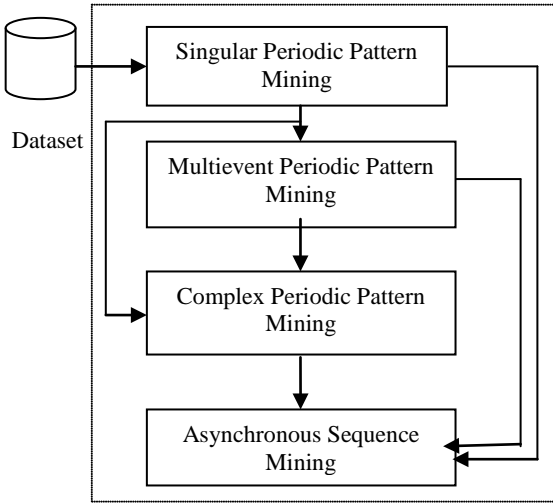 Singular Periodic Pattern
Mining
Dataset
Multievent Periodic Pattern
Mining
Complex Periodic Pattern
Mining
Asynchronous Sequence
Mining